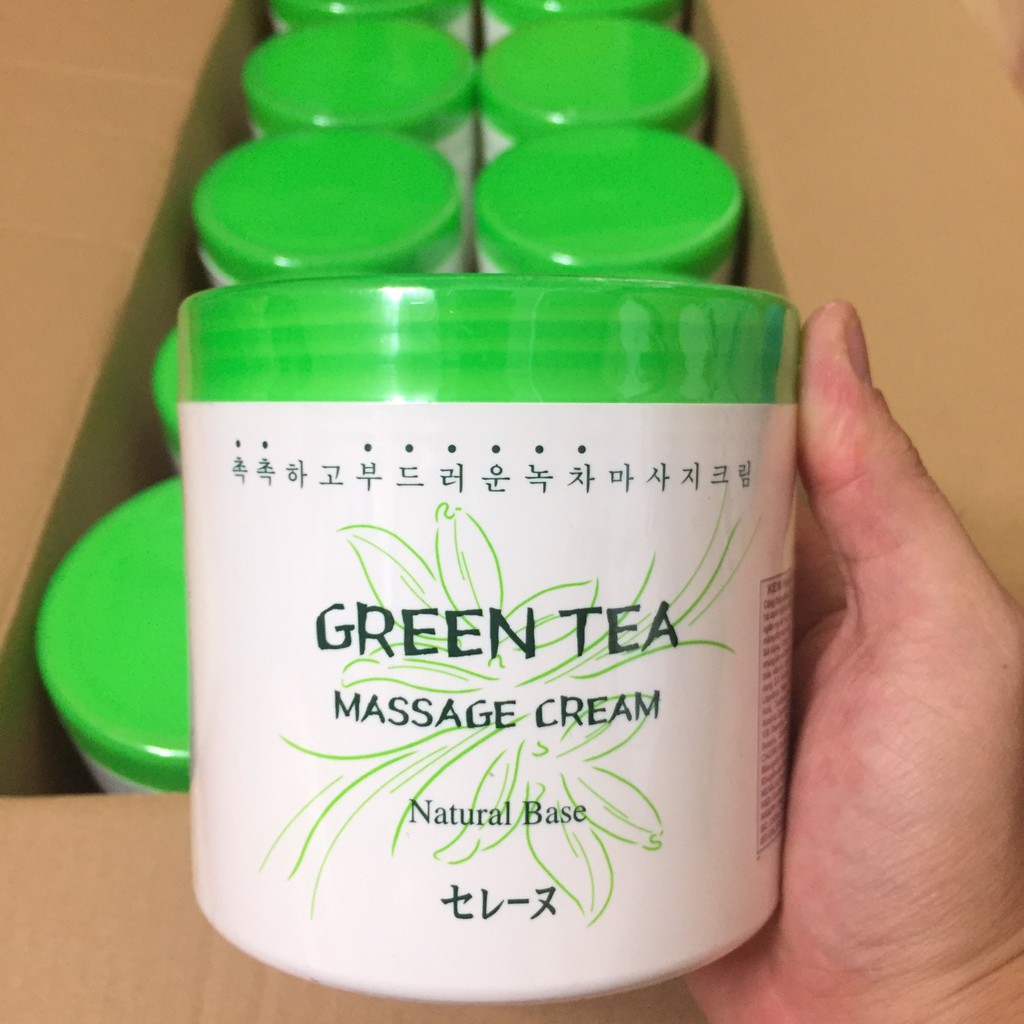 촉촉하고부드러운녹차마사지크림
GREEN TEA
MASSAGE CREAM
Natural Base
セレーヌ